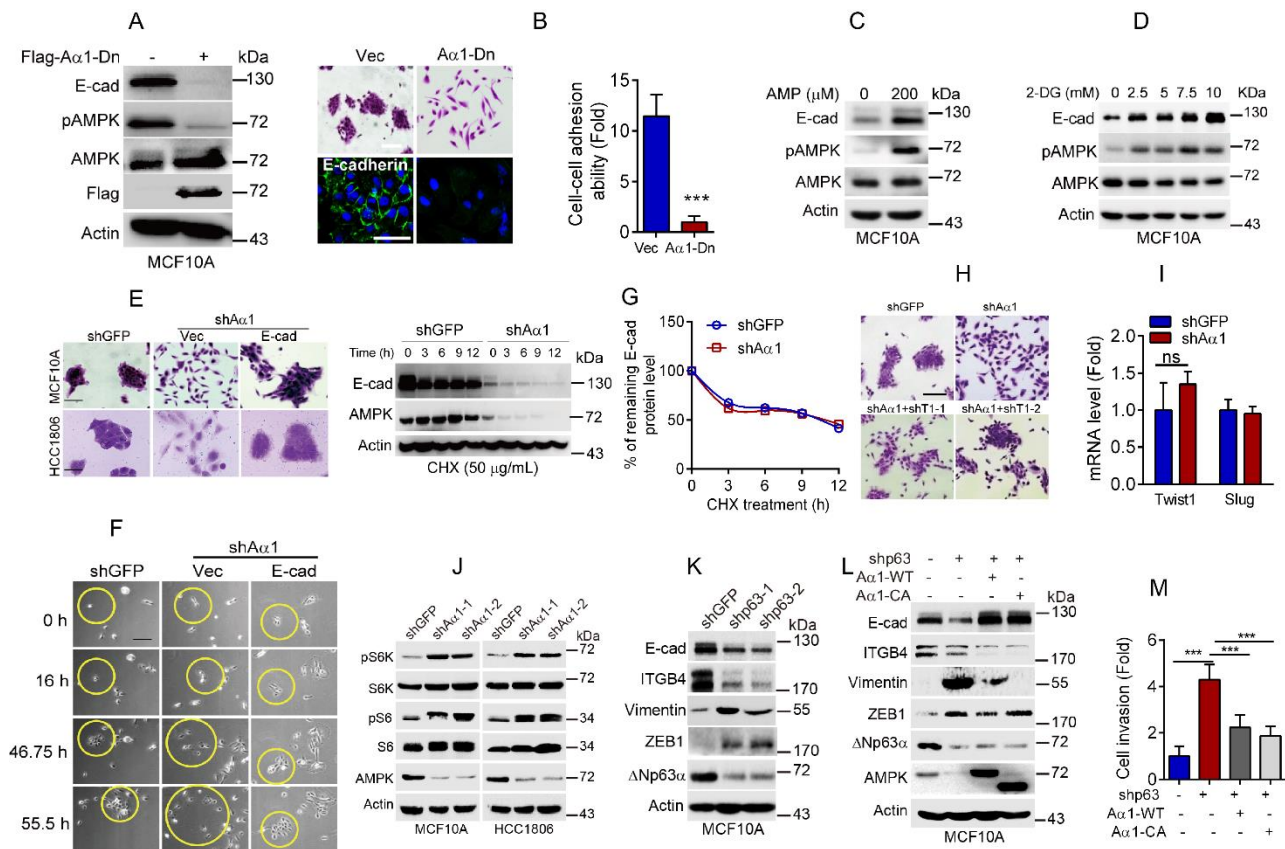 A
Flag-Aα1-Dn - + kDa
E-cad 130
pAMPK 72
AMPK 72
Flag 72
Actin 43
MCF10A
Vec Aα1-Dn
E-cadherin
B
Cell-cell adhesion
ability (Fold)
15
10
5
0
***
Vec Aα1-Dn
C
AMP (μM) 0 200 kDa
E-cad 130
pAMPK 72
AMPK
Actin 43
MCF10A
D
2-DG (mM) 0 2.5 5 7.5 10 KDa
E-cad 130
pAMPK 72
AMPK
Actin 43
MCF10A
E
shAα1
shGFP Vec E-cad
MCF10A
HCC1806
shGFP shAα1
Time (h) 0 3 6 9 12 0 3 6 9 12 kDa
E-cad 130
AMPK 72
Actin 43
CHX (50 μg/mL)
G
% of remaining E-cad
protein level
150
100
50
0
shGFP
shAα1
0 3 6 9 12
CHX treatment (h)
H
shGFP shAα1
shAα1+shT1-1 shAα1+shT1-2
I
mRNA level (Fold)
2.0
1.5
1.0
0.5
0.0
shGFP
shAα1
ns
Twist1 Slug
F
shAα1
shGFP Vec E-cad
0 h
16 h
46.75 h
55.5 h
J
shGFP shAα1-1 shAα1-2 shGFP shAα1-1 shAα1-2
kDa
pS6K 72
S6K 72
pS6 34
S6 34
AMPK 72
Actin 43
MCF10A HCC1806
K
shGFP shp63-1 shp63-2
kDa
E-cad 130
ITGB4 170
Vimentin 55
ZEB1 170
ΔNp63α 72
Actin 43
MCF10A
L
shp63 - + + +
Aα1-WT - - + -
Aα1-CA - - - + kDa
E-cad 130
ITGB4 170
Vimentin 55
ZEB1 170
ΔNp63α 72
AMPK 72
Actin 43
MCF10A
M
Cell invasion (Fold)
6
4
2
0
***
***
***
shp63 - + + +
Aα1-WT - - + -
Aα1-CA - - - +